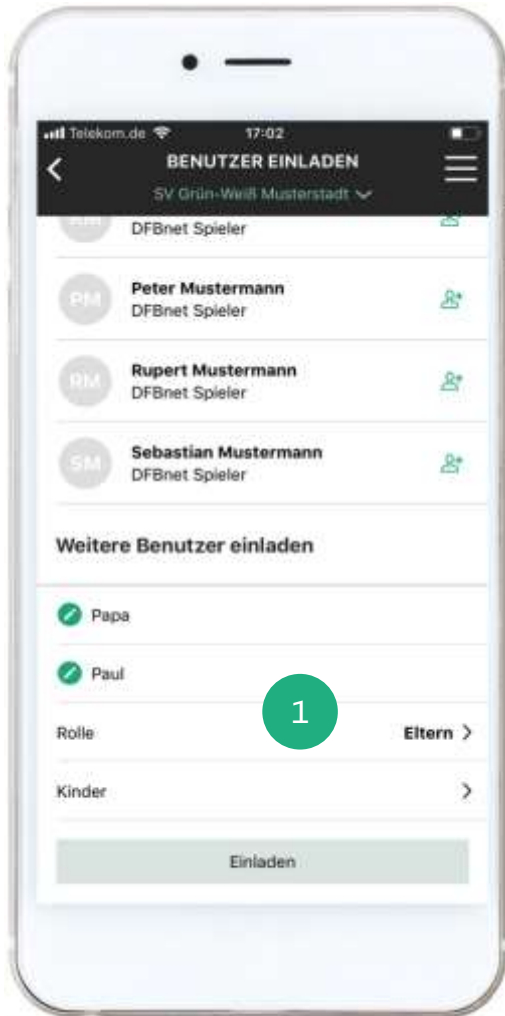 Telekom.de 17:02
BENUTZER EINLADEN
SV Grün-Weiß Musterstadt
DFBnet Spieler
PM Peter Mustermann
DFBnet Spieler
RM Rupert Mustermann
DFBnet Spieler
SM Sebastian Mustermann
DFBnet Spieler
Weitere Benutzer einladen
Papa
Paul
1
Rolle Eltern >
Kinder >
Einladen